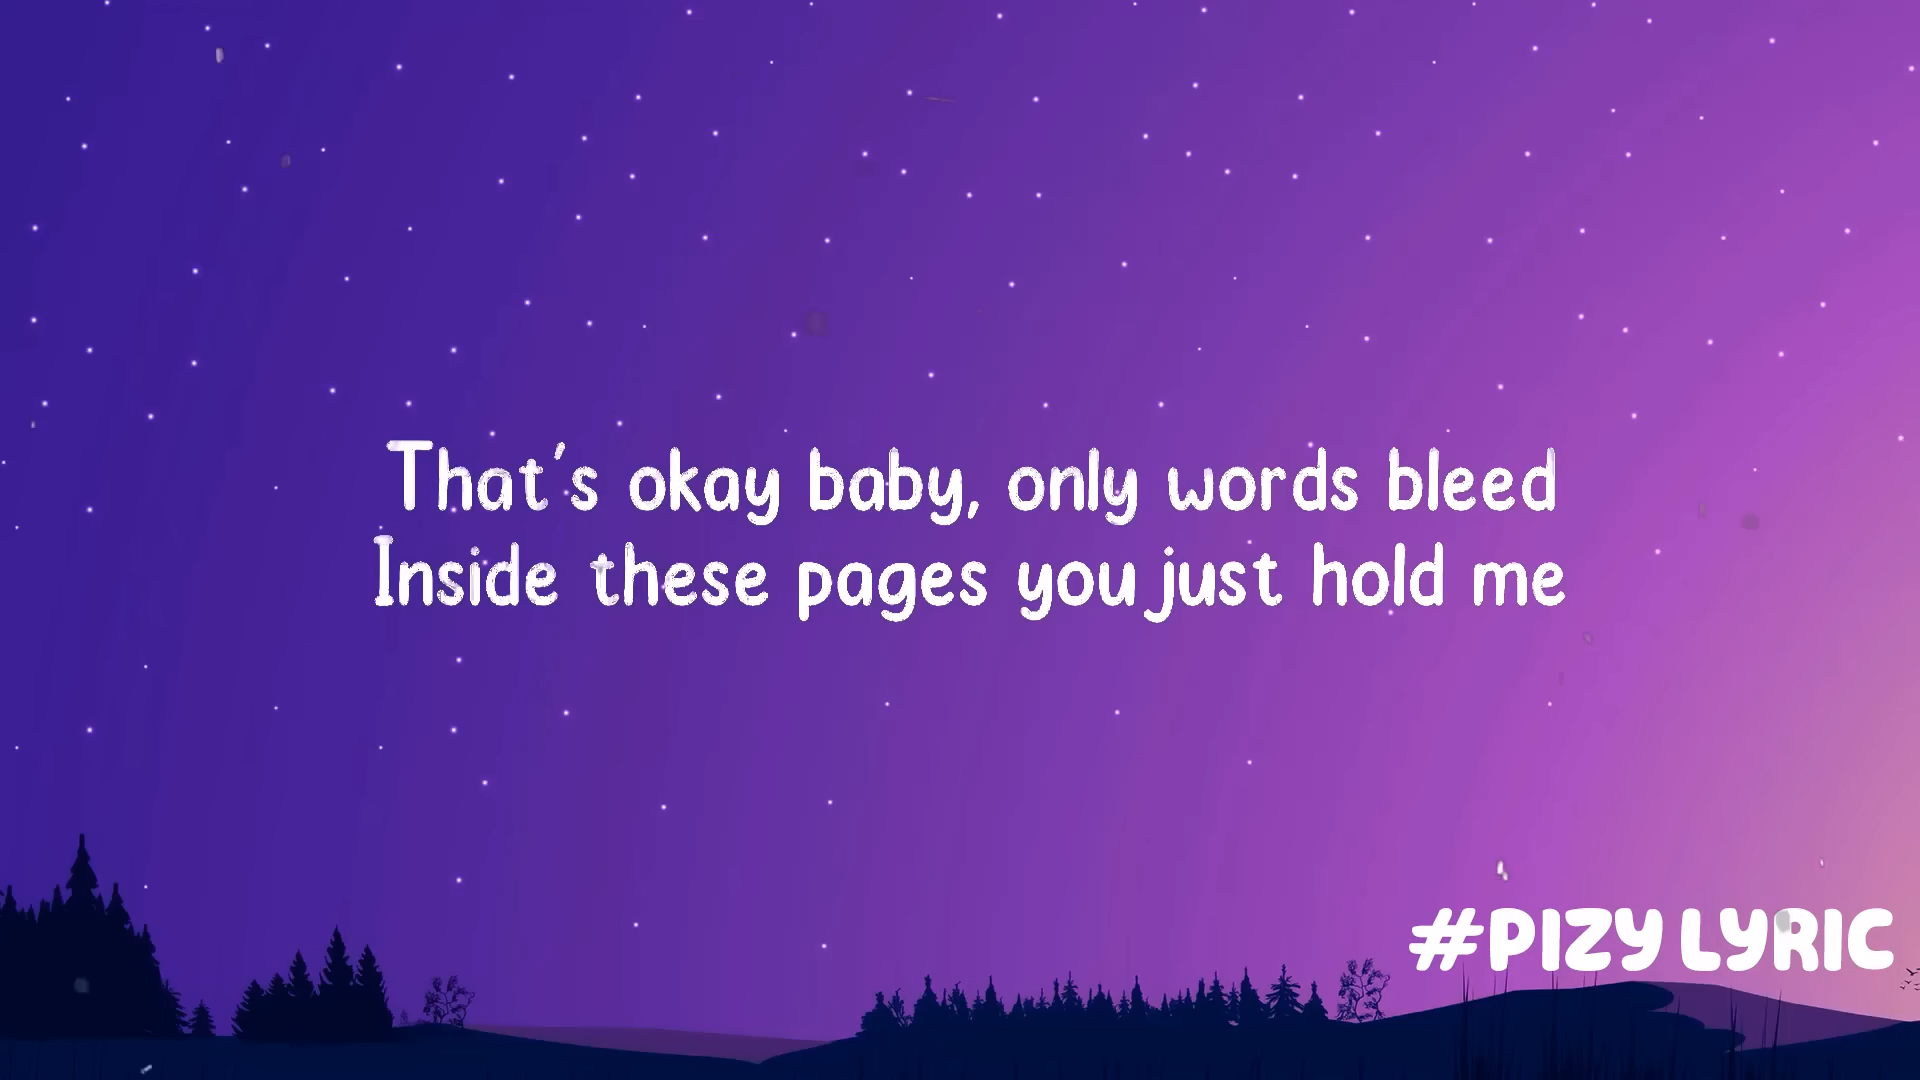 That's okay baby, only words bleed
Inside these pages you just hold me
#PIZY LYRIC